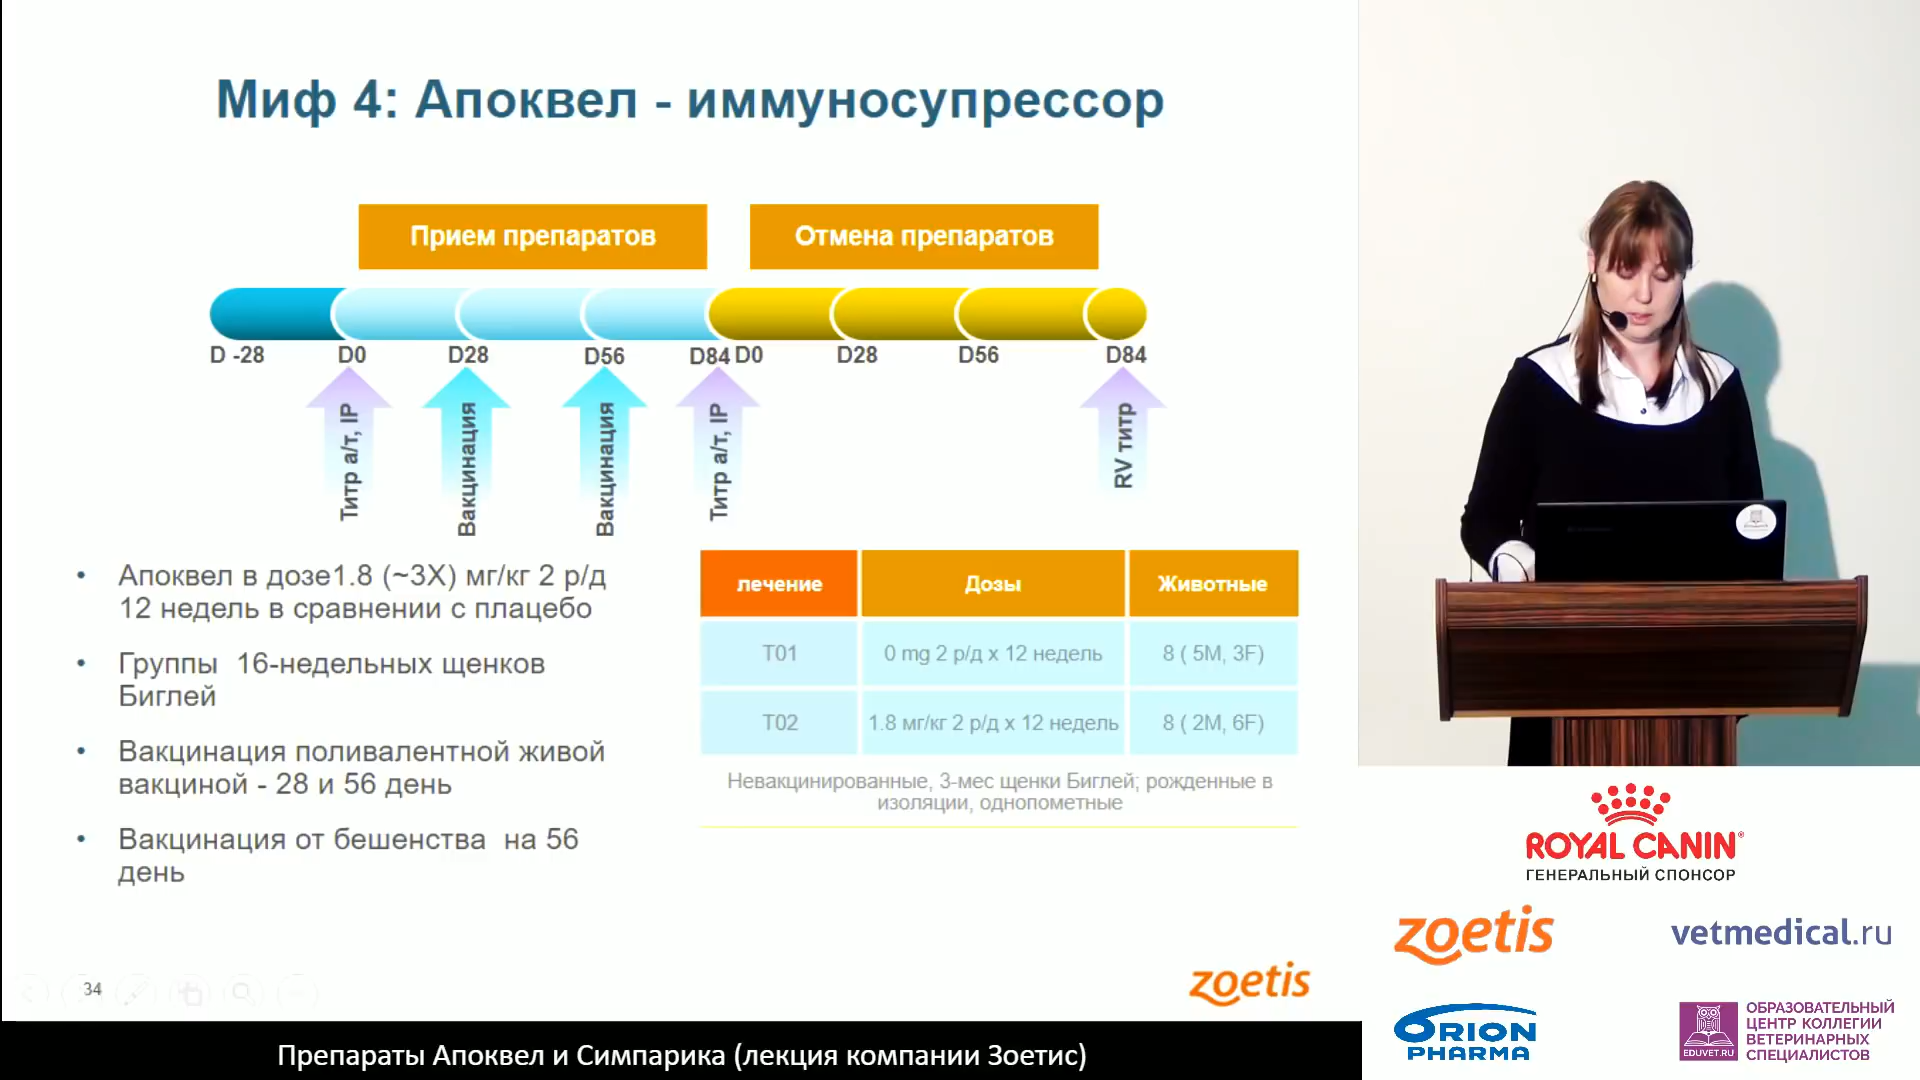 Миф 4: Апоквел - иммуносупрессор
Прием препаратов
Отмена препаратов
D -28
D0
D28
D56
D84
D0
D28
D56
D84
Титр а/т, IP
Вакцинация
Вакцинация
Титр а/т, IP
RV титр
• Апоквел в дозе1.8 (~3X) мг/кг 2 р/д
12 недель в сравнении с плацебо
• Группы 16-недельных щенков
Биглей
• Вакцинация поливалентной живой
вакциной - 28 и 56 день
• Вакцинация от бешенства на 56
день
лечение
Дозы
Животные
T01
0 mg 2 р/д x 12 недель
8 ( 5M, 3F)
T02
1.8 мг/кг 2 р/д x 12 недель
8 ( 2M, 6F)
Невакцинированные, 3-мес щенки Биглей; рожденные в
изоляции, однопометные
34
zoetis
Препараты Апоквел и Симпарика (лекция компании Зоетис)
ROYAL CANIN®
ГЕНЕРАЛЬНЫЙ СПОНСОР
zoetis
vetmedical.ru
ORION
PHARMA
EDUVET.RU
ОБРАЗОВАТЕЛЬНЫЙ
ЦЕНТР КОЛЛЕГИИ
ВЕТЕРИНАРНЫХ
СПЕЦИАЛИСТОВ